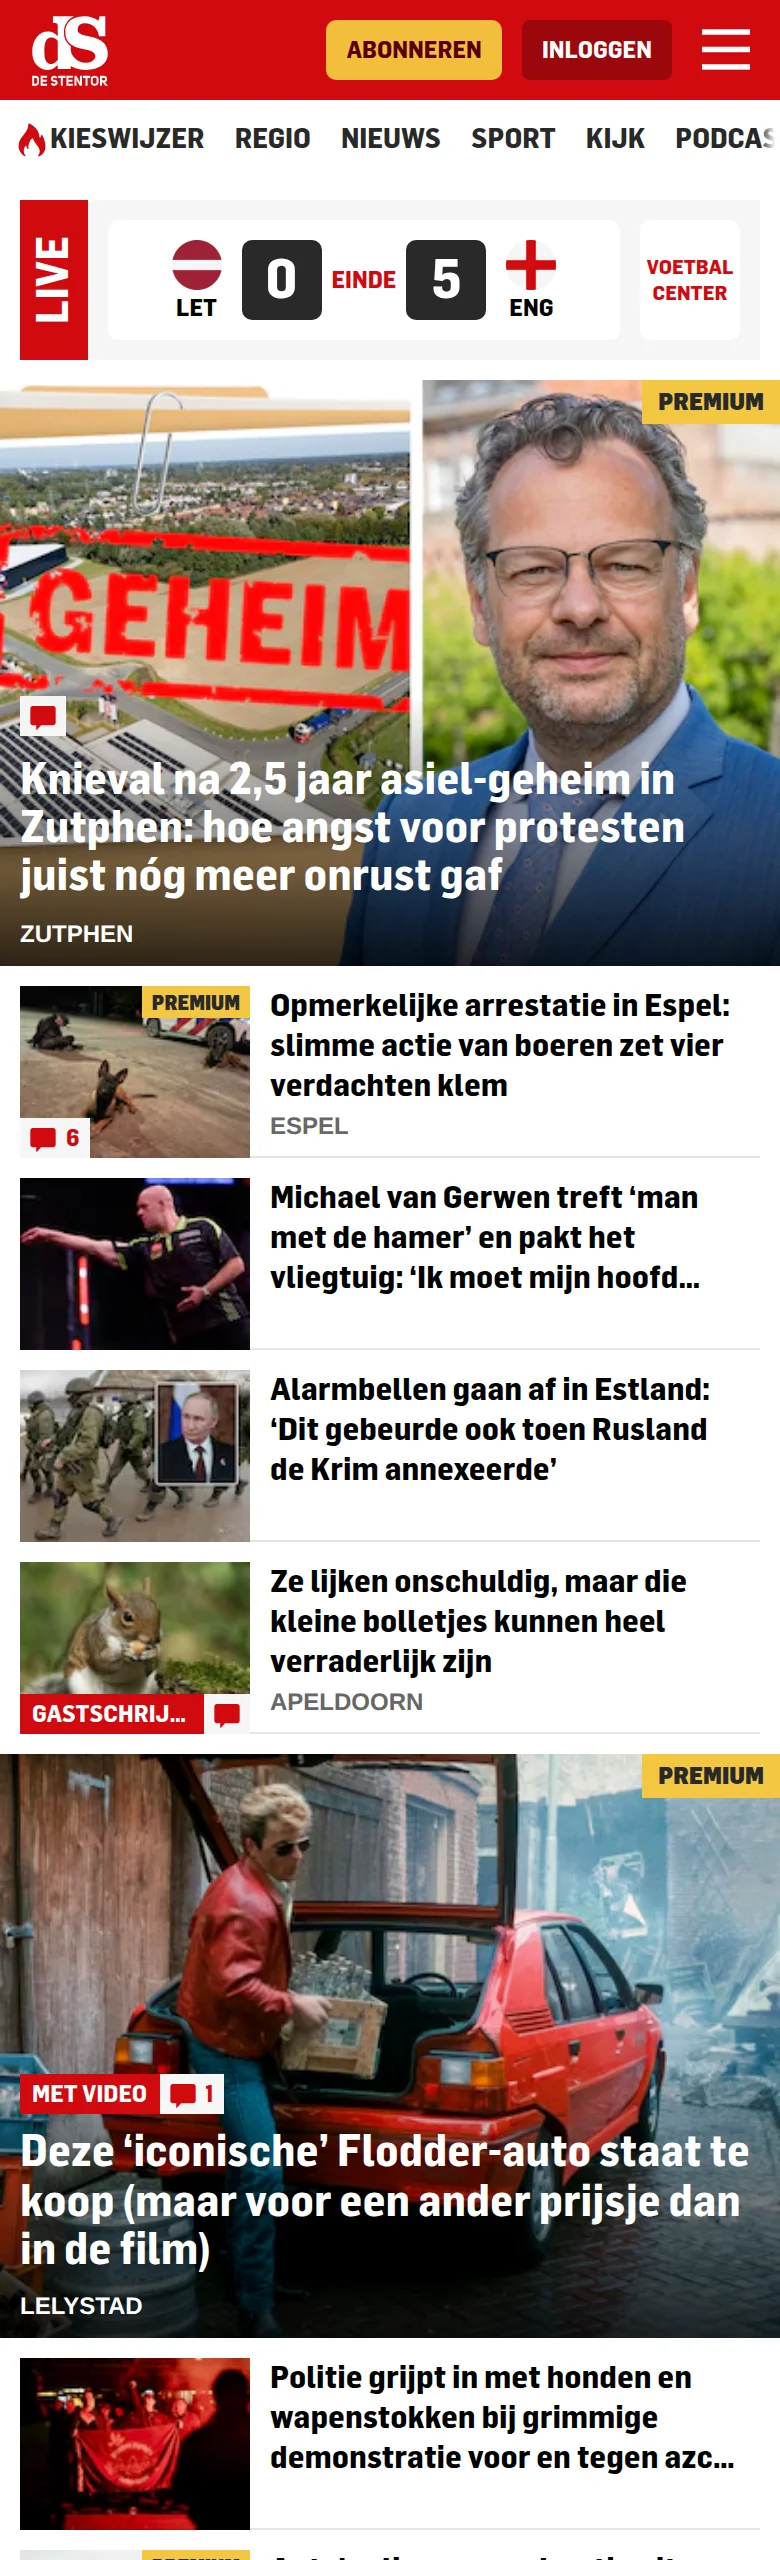 dS
DE STENTOR
ABONNEREN
INLOGGEN
KIESWIJZER REGIO NIEUWS SPORT KIJK PODCAS
LIVE
LET
0
EINDE
5
ENG
VOETBAL
CENTER
PREMIUM
GEHEIM
Knieval na 2,5 jaar asiel-geheim in
Zutphen: hoe angst voor protesten
juist nóg meer onrust gaf
ZUTPHEN
PREMIUM
6
Opmerkelijke arrestatie in Espel:
slimme actie van boeren zet vier
verdachten klem
ESPEL
Michael van Gerwen treft ‘man
met de hamer’ en pakt het
vliegtuig: ‘Ik moet mijn hoofd...
Alarmbellen gaan af in Estland:
‘Dit gebeurde ook toen Rusland
de Krim annexeerde’
GASTSCHRIJ...
Ze lijken onschuldig, maar die
kleine bolletjes kunnen heel
verraderlijk zijn
APELDOORN
PREMIUM
MET VIDEO
1
Deze ‘iconische’ Flodder-auto staat te
koop (maar voor een ander prijsje dan
in de film)
LELYSTAD
Politie grijpt in met honden en
wapenstokken bij grimmige
demonstratie voor en tegen azc...